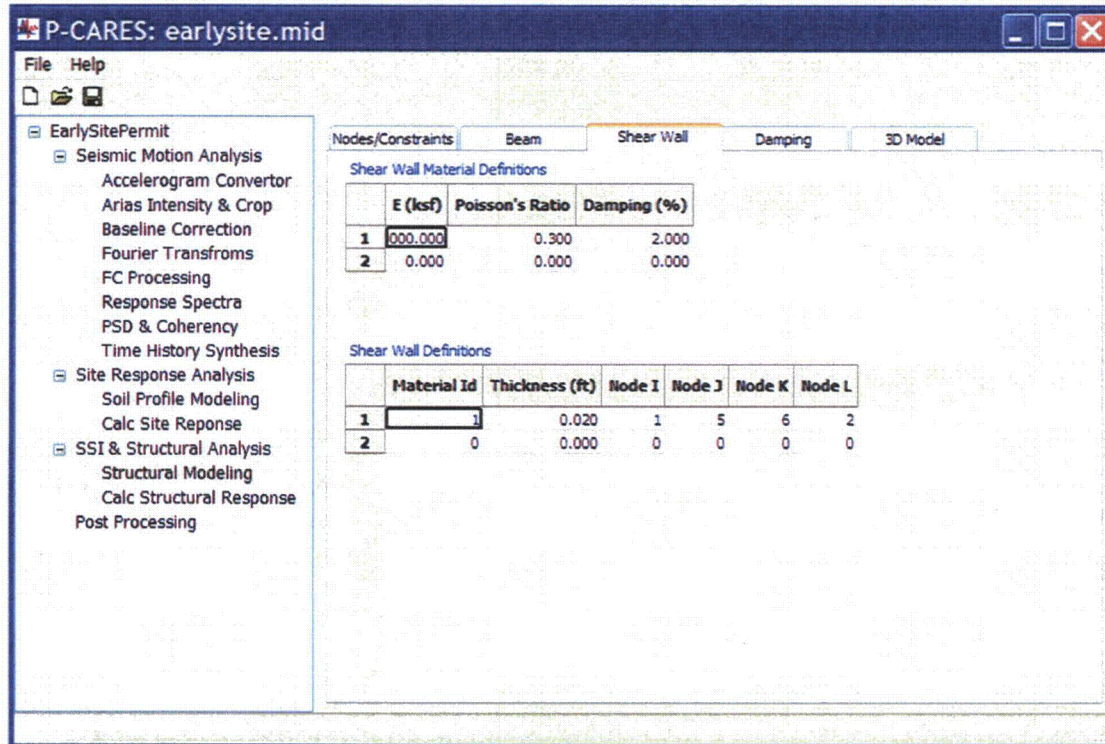 P-CARES: earlysite.mid
File Help
EarlySitePermit
Seismic Motion Analysis
Accelerogram Convertor
Arias Intensity & Crop
Baseline Correction
Fourier Transfroms
FC Processing
Response Spectra
PSD & Coherency
Time History Synthesis
Site Response Analysis
Soil Profile Modeling
Calc Site Reponse
SSI & Structural Analysis
Structural Modeling
Calc Structural Response
Post Processing
Nodes/Constraints Beam Shear Wall Damping 3D Model
Shear Wall Material Definitions
E (ksf) Poisson's Ratio Damping (%)
1 000.000 0.300 2.000
2 0.000 0.000 0.000
Shear Wall Definitions
Material Id Thickness (ft) Node I Node J Node K Node L
1 1 0.020 1 5 6 2
2 0 0.000 0 0 0 0